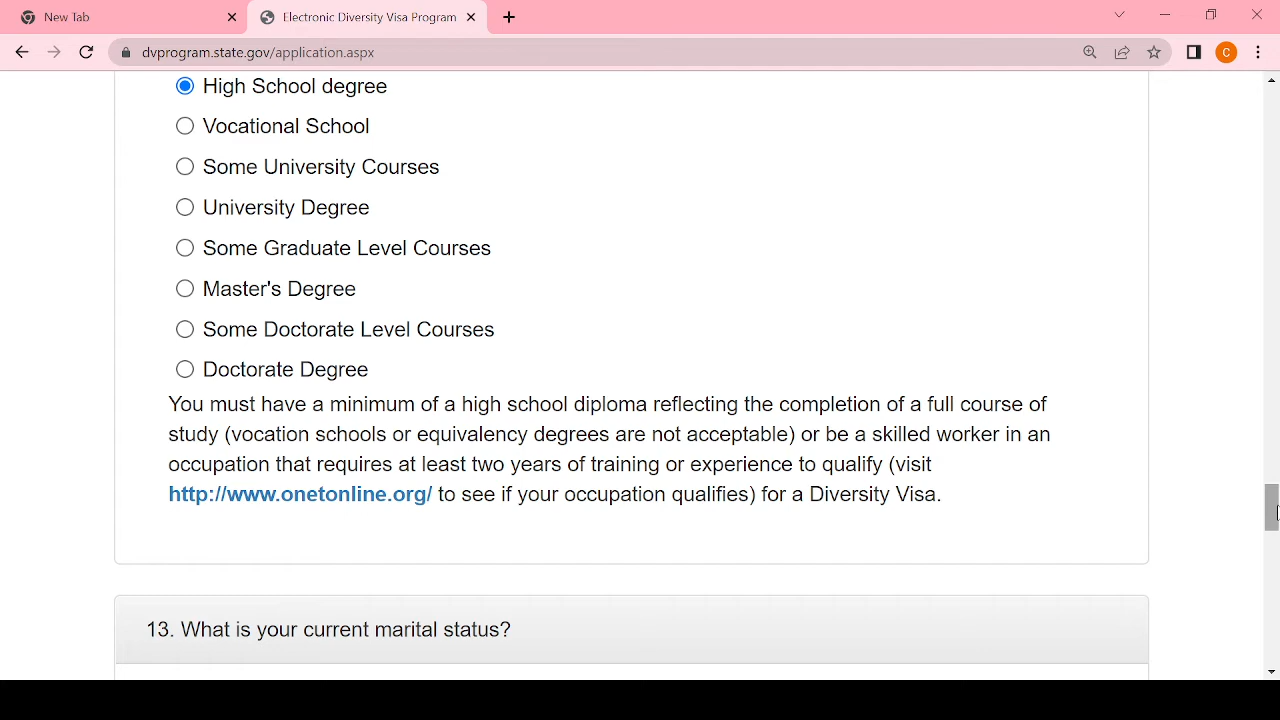 New Tab
Electronic Diversity Visa Program
dvprogram.state.gov/application.aspx
C
High School degree
Vocational School
Some University Courses
University Degree
Some Graduate Level Courses
Master's Degree
Some Doctorate Level Courses
Doctorate Degree
You must have a minimum of a high school diploma reflecting the completion of a full course of
study (vocation schools or equivalency degrees are not acceptable) or be a skilled worker in an
occupation that requires at least two years of training or experience to qualify (visit
http://www.onetonline.org/ to see if your occupation qualifies) for a Diversity Visa.
13. What is your current marital status?